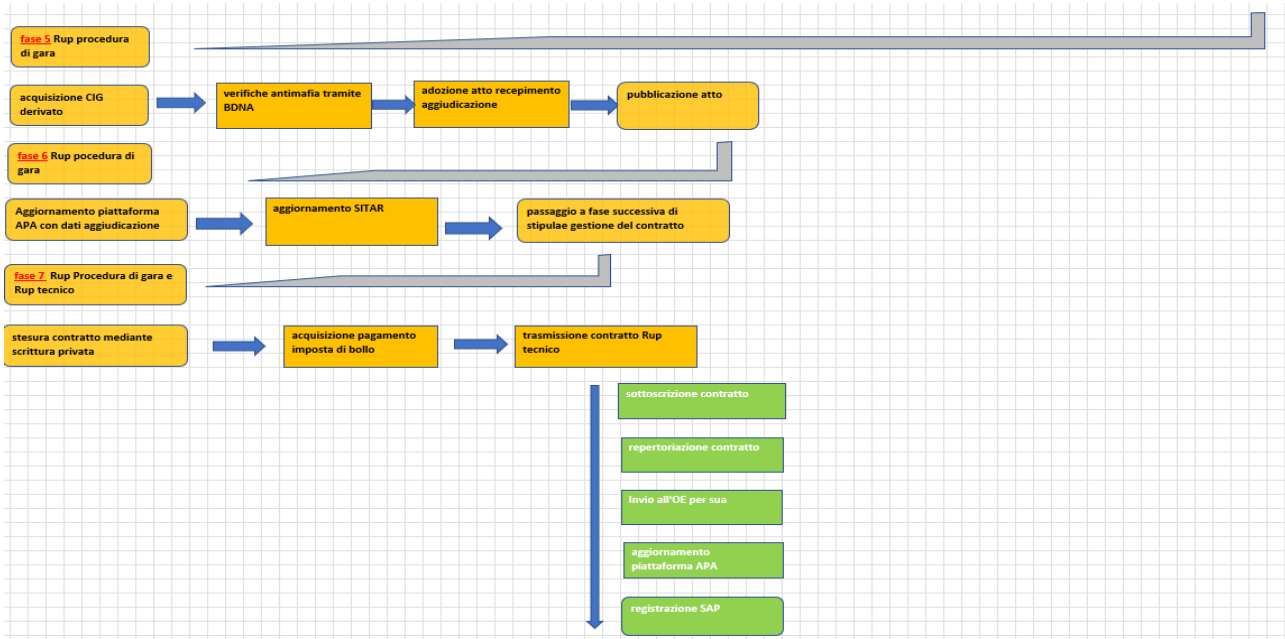 fase 5 Rup procedura
di gara
acquisizione CIG
derivato
verifiche antimafia tramite
BDNA
adozione atto recepimento
aggiudicazione
pubblicazione atto
fase 6 Rup pocedura di
gara
Aggiornamento piattaforma
APA con dati aggiudicazione
aggiornamento SITAR
passaggio a fase successiva di
stipulae gestione del contratto
fase 7 Rup Procedura di gara e
Rup tecnico
stesura contratto mediante
scrittura privata
acquisizione pagamento
imposta di bollo
trasmissione contratto Rup
tecnico
sottoscrizione contratto
repertoriazione contratto
Invio all'OE per sua
aggiornamento
piattaforma APA
registrazione SAP